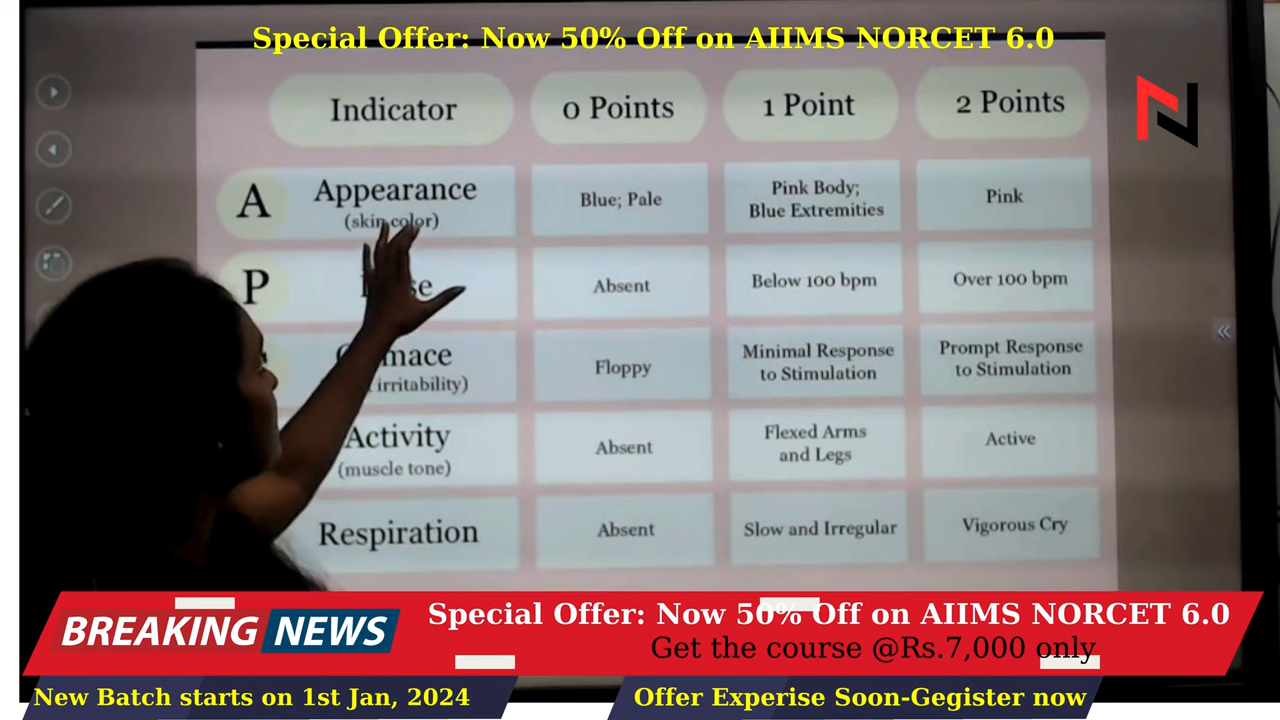 Special Offer: Now 50% Off on AIIMS NORCET 6.0
Indicator 0 Points 1 Point 2 Points
A Appearance Blue; Pale Pink Body; Pink
(skin color) Blue Extremities
P Absent Below 100 bpm Over 100 bpm
Floppy Minimal Response Prompt Response
irritability) to Stimulation to Stimulation
Activity Absent Flexed Arms Active
(muscle tone) and Legs
Respiration Absent Slow and Irregular Vigorous Cry
BREAKING NEWS Special Offer: Now 50% Off on AIIMS NORCET 6.0
Get the course @Rs.7,000 only
New Batch starts on 1st Jan, 2024 Offer Experise Soon-Gegister now